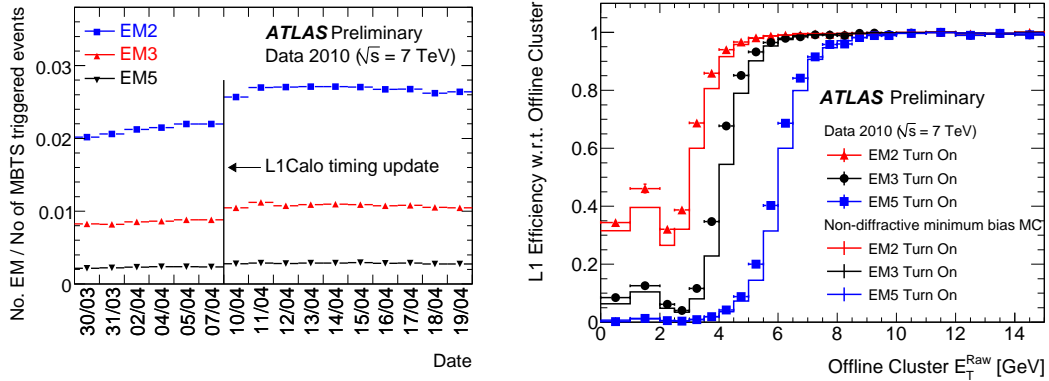 EM2
EM3
EM5
ATLAS Preliminary
Data 2010 (√s = 7 TeV)
L1Calo timing update
No. EM / No of MBTS triggered events
0.03
0.02
0.01
0
30/03
31/03
02/04
05/04
07/04
10/04
11/04
12/04
13/04
14/04
15/04
16/04
17/04
18/04
19/04
Date
L1 Efficiency w.r.t. Offline Cluster
1
0.8
0.6
0.4
0.2
0
ATLAS Preliminary
Data 2010 (√s = 7 TeV)
EM2 Turn On
EM3 Turn On
EM5 Turn On
Non-diffractive minimum bias MC
EM2 Turn On
EM3 Turn On
EM5 Turn On
0 2 4 6 8 10 12 14
Offline Cluster E_T^Raw [GeV]